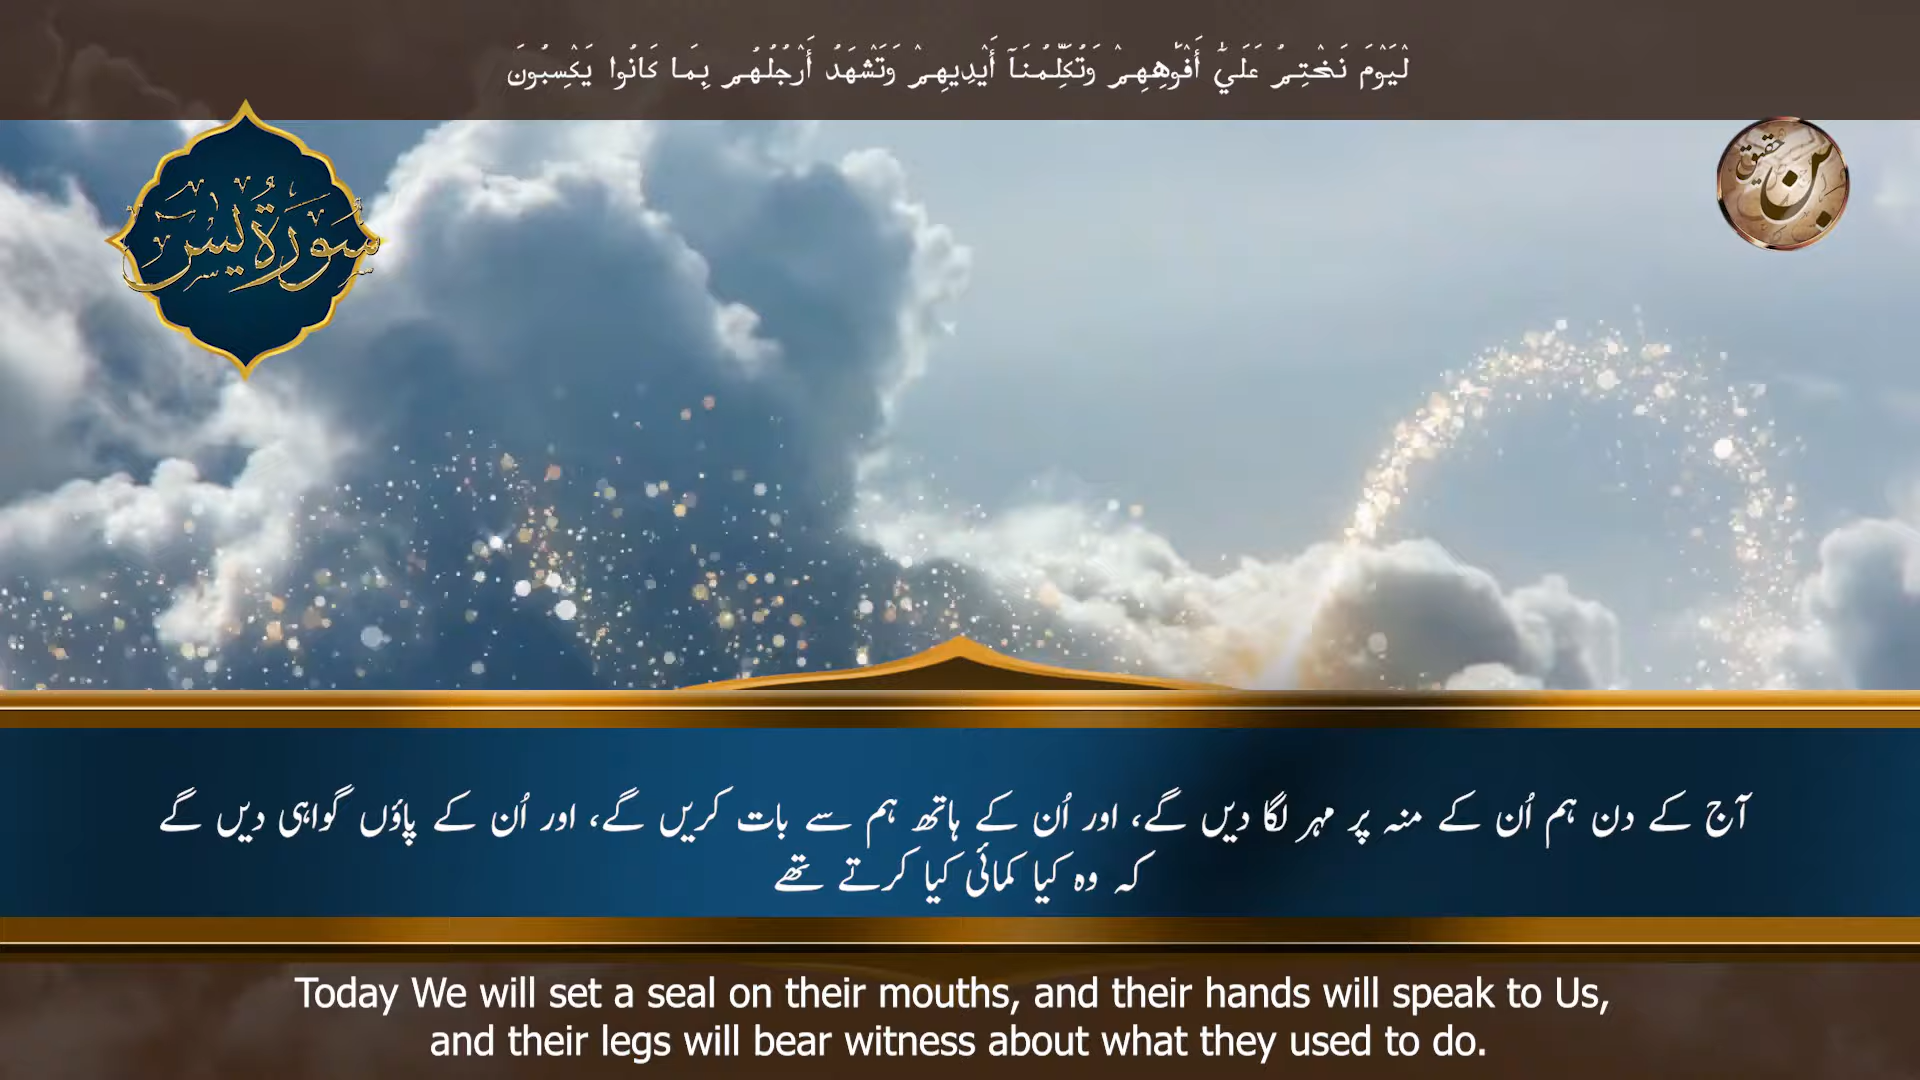 لْيَوْمَ نَخْتِمُ عَلَيٰٓ أَفْوَٰهِهِمْ وَتُكَلِّمُنَآ أَيْدِيهِمْ وَتَشْهَدُ أَرْجُلُهُم بِمَا كَانُوا يَكْسِبُونَ
سُورَةُ يس
آج کے دن ہم اُن کے منہ پر مہر لگا دیں گے، اور اُن کے ہاتھ ہم سے بات کریں گے، اور اُن کے پاؤں گواہی دیں گے
کہ وہ کیا کمائی کیا کرتے تھے
Today We will set a seal on their mouths, and their hands will speak to Us,
and their legs will bear witness about what they used to do.